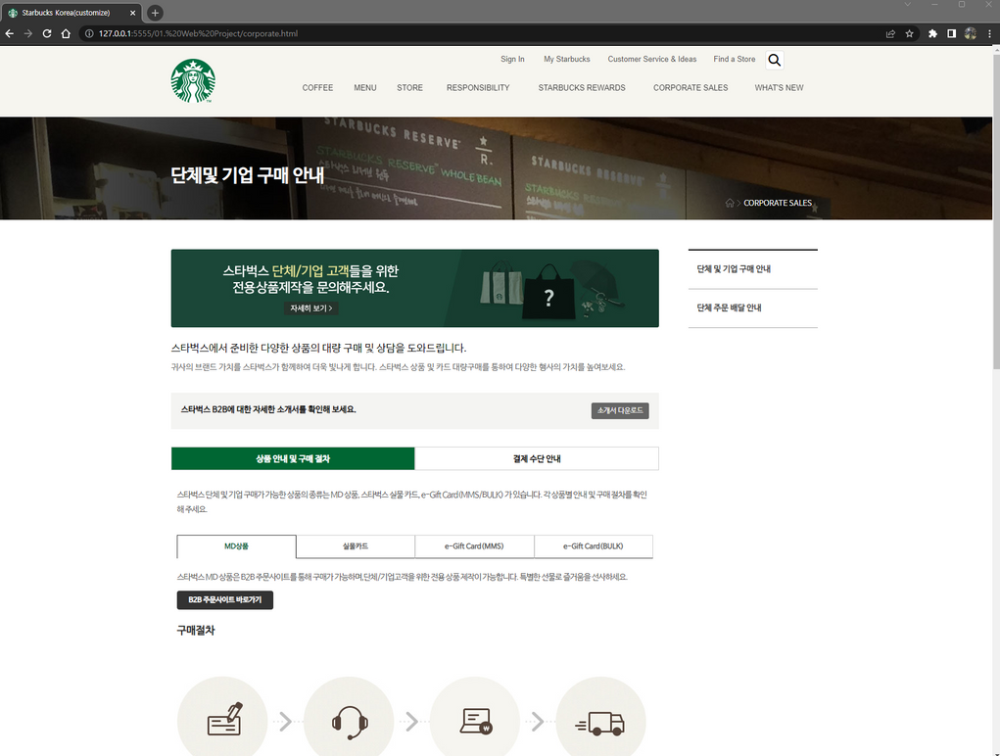 Starbucks Korea(customize)
127.0.0.1:5555/01.%20Web%20Project/corporate.html
Sign In My Starbucks Customer Service & Ideas Find a Store
COFFEE MENU STORE RESPONSIBILITY STARBUCKS REWARDS CORPORATE SALES WHAT'S NEW
STARBUCKS RESERVE
R.
STARBUCKS RESERVE WHOLE BEAN
STARBUCKS RESERVE
STARBUCKS
단체및 기업 구매 안내
CORPORATE SALES
스타벅스 단체/기업 고객들을 위한
전용상품제작을 문의해주세요.
자세히 보기 >
?
단체 및 기업 구매 안내
단체 주문 배달 안내
스타벅스에서 준비한 다양한 상품의 대량 구매 및 상담을 도와드립니다.
귀사의 브랜드 가치를 스타벅스가 함께하여 더욱 빛나게 합니다. 스타벅스 상품 및 카드 대량구매를 통하여 다양한 행사의 가치를 높여보세요.
스타벅스 B2B에 대한 자세한 소개서를 확인해 보세요.
소개서 다운로드
상품 안내 및 구매 절차
결제 수단 안내
스타벅스 단체 및 기업 구매가 가능한 상품의 종류는 MD 상품, 스타벅스 실물 카드, e-Gift Card(MMS/BULK) 가 있습니다. 각 상품별 안내 및 구매 절차를 확인
해 주세요.
MD상품 실물카드 e-Gift Card(MMS) e-Gift Card(BULK)
스타벅스 MD 상품은 B2B 주문사이트를 통해 구매가 가능하며,단체/기업고객을 위한 전용 상품 제작이 가능합니다. 특별한 선물로 즐거움을 선사하세요.
B2B 주문사이트 바로가기
구매절차